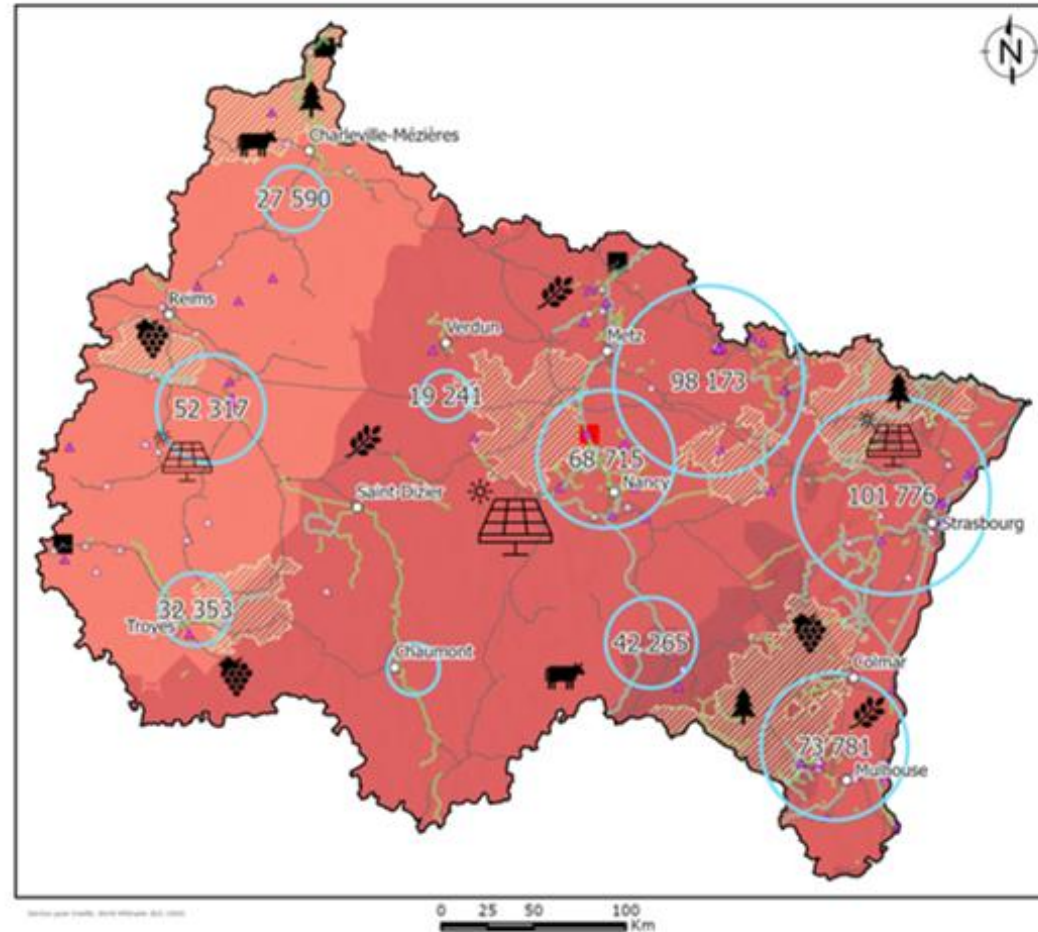 N
Charleville-Mézières
27 590
Reims
Verdun
Metz
98 173
19 241
52 317
68 715
Saint-Dizier
Nancy
101 776
Strasbourg
32 353
Troyes
42 265
Chaumont
Colmar
73 781
Mulhouse
0 25 50 100
Km